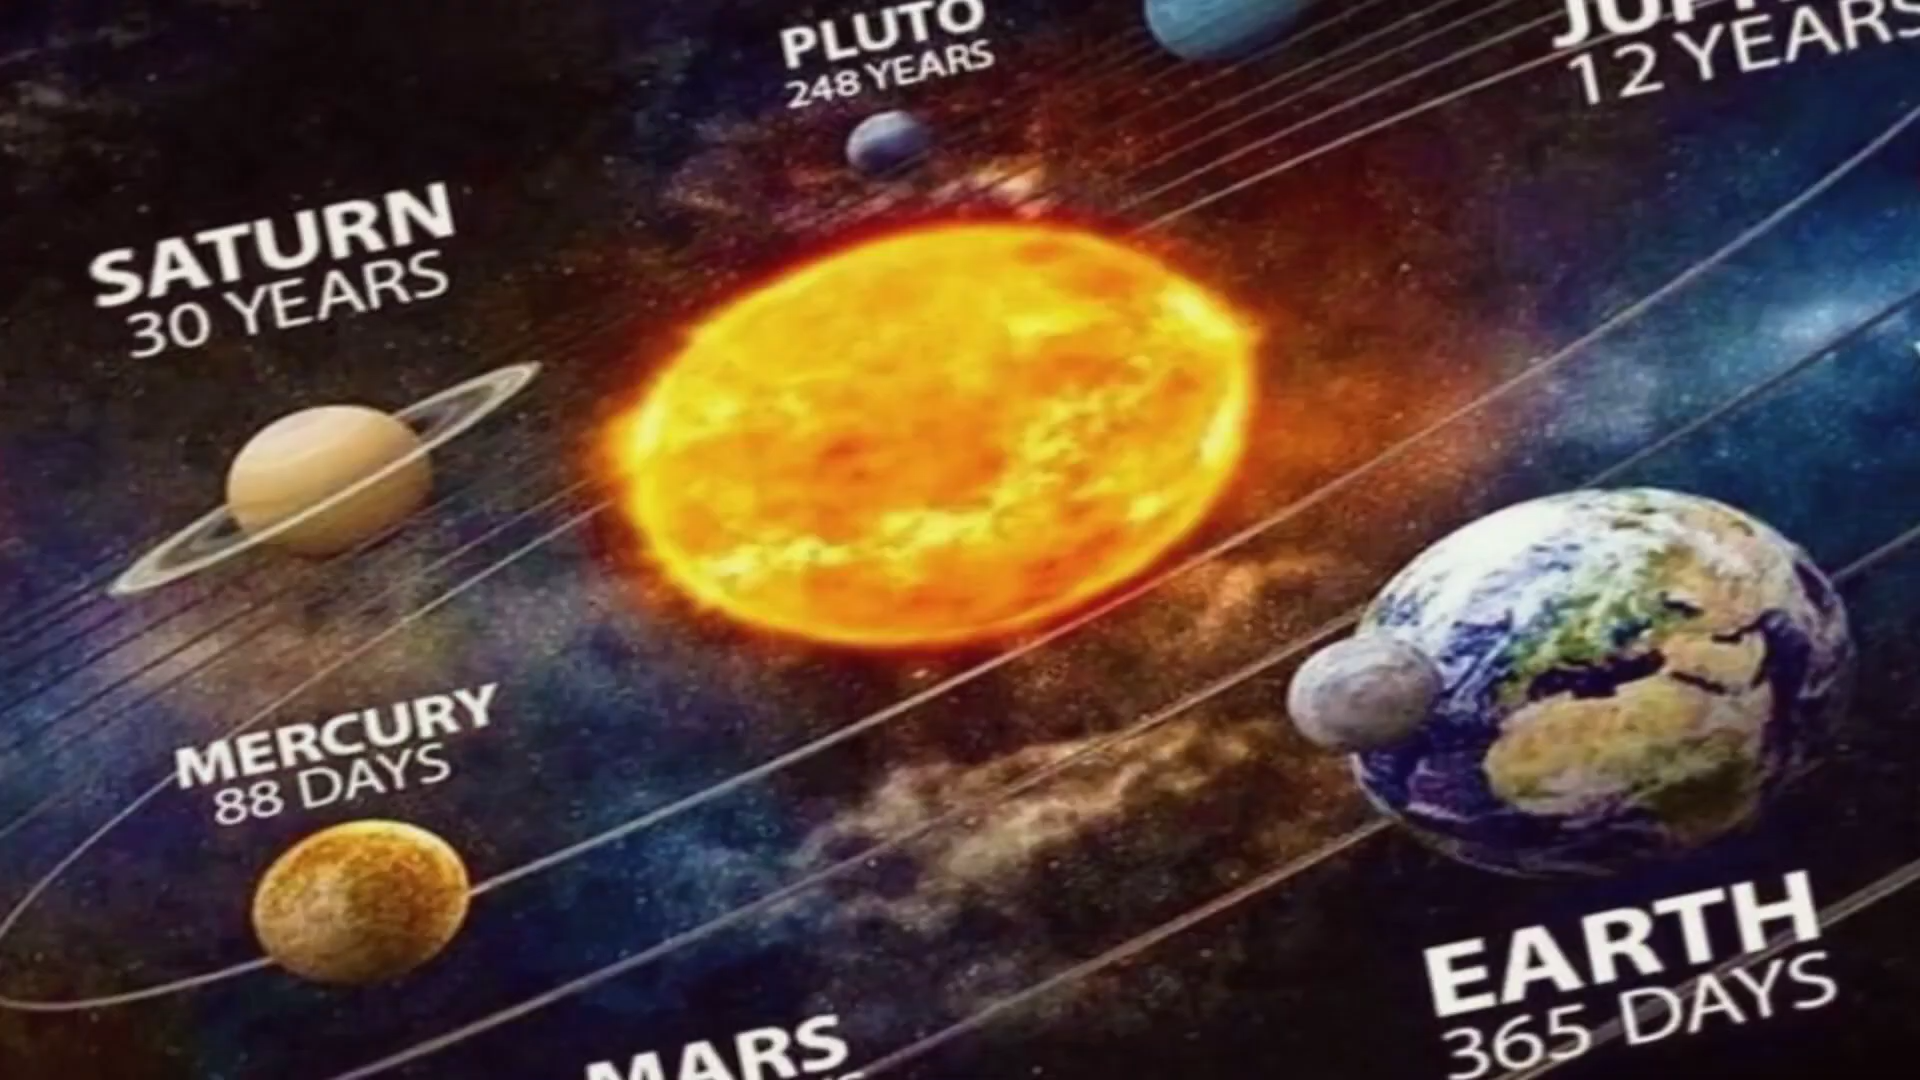 PLUTO
248 YEARS
12 YEARS
SATURN
30 YEARS
MERCURY
88 DAYS
EARTH
365 DAYS
MARS